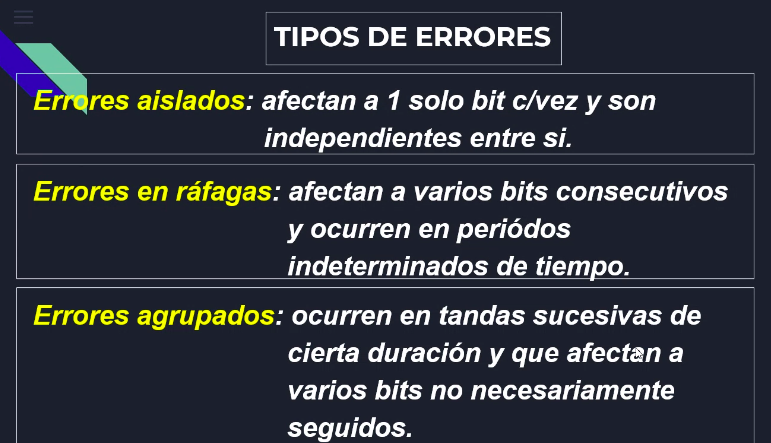 TIPOS DE ERRORES
Errores aislados: afectan a 1 solo bit c/vez y son
independientes entre si.
Errores en ráfagas: afectan a varios bits consecutivos
y ocurren en periódos
indeterminados de tiempo.
Errores agrupados: ocurren en tandas sucesivas de
cierta duración y que afectan a
varios bits no necesariamente
seguidos.